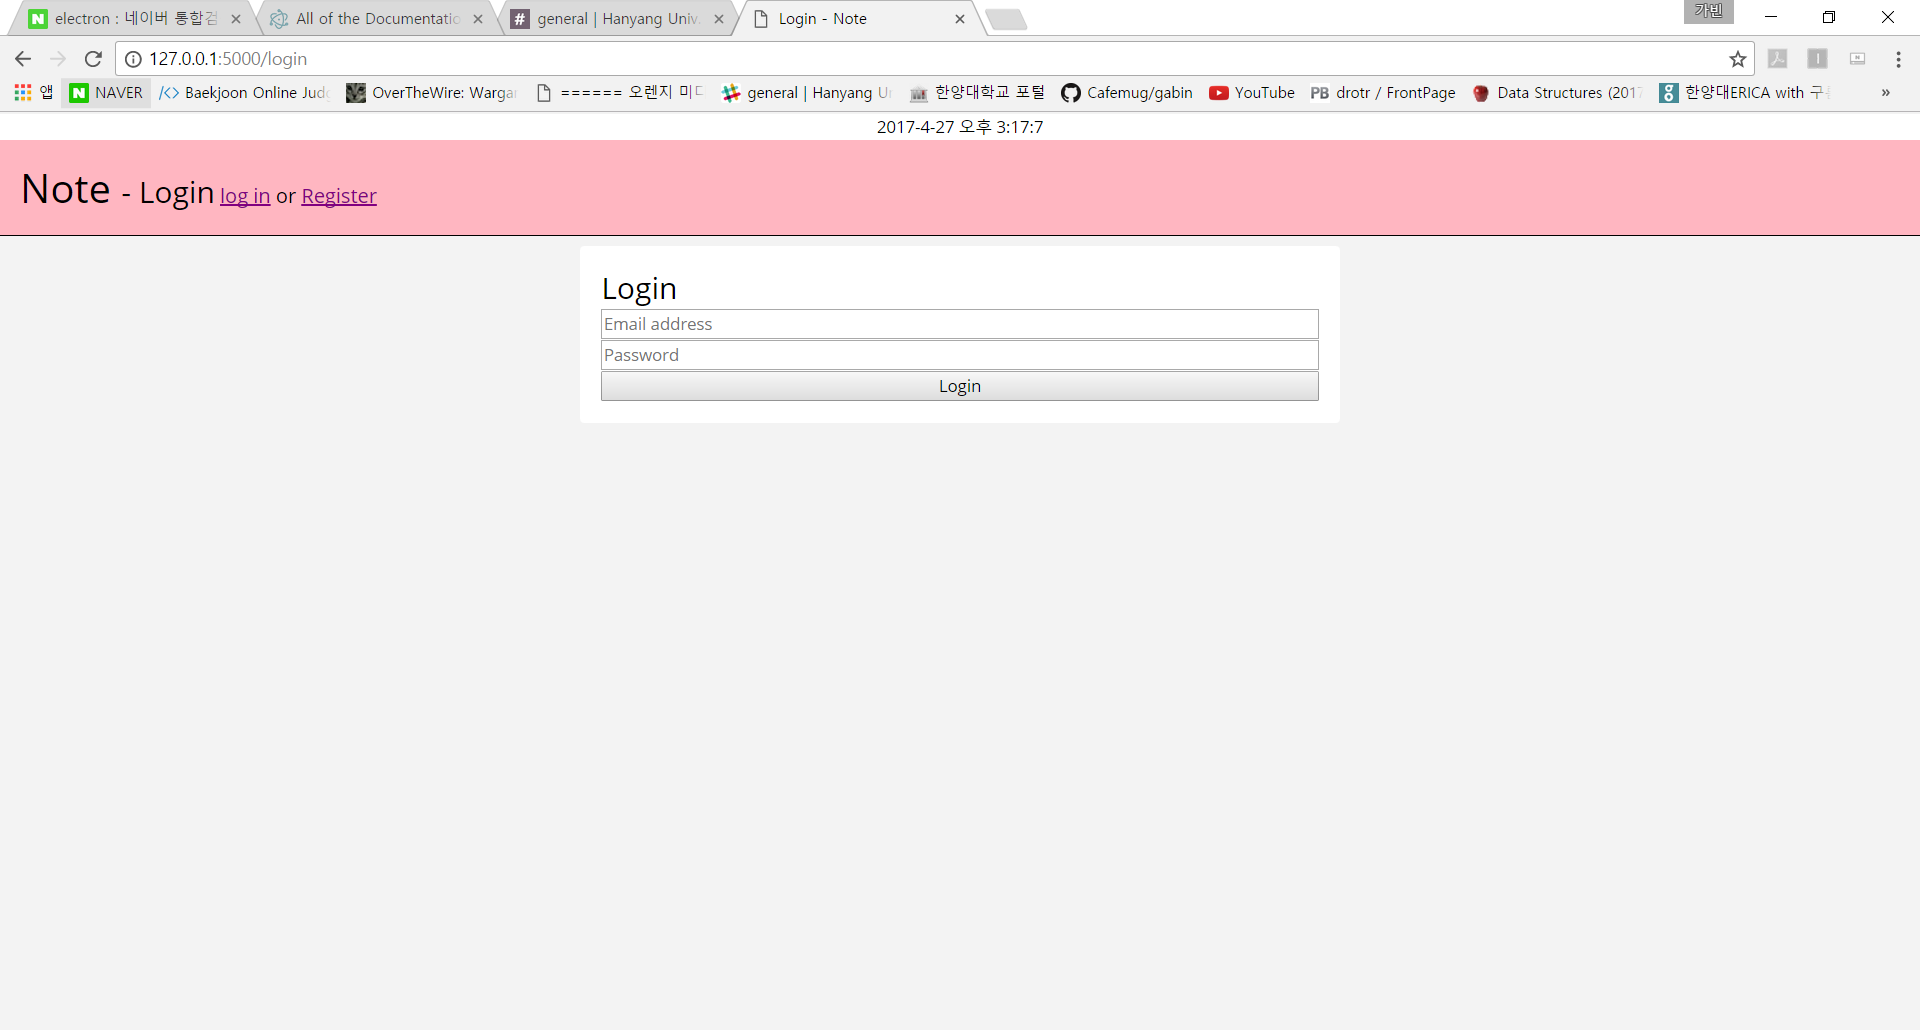 electron : 네이버 통합검
All of the Documentatio
general | Hanyang Univ.
Login - Note
가빈
127.0.0.1:5000/login
앱 NAVER Baekjoon Online Jud OverTheWire: Wargar ====== 오렌지 미디 general | Hanyang Un 한양대학교 포털 Cafemug/gabin YouTube PB drotr / FrontPage Data Structures (2017 한양대ERICA with 구 »
2017-4-27 오후 3:17:7
Note - Login log in or Register
Login
Email address
Password
Login